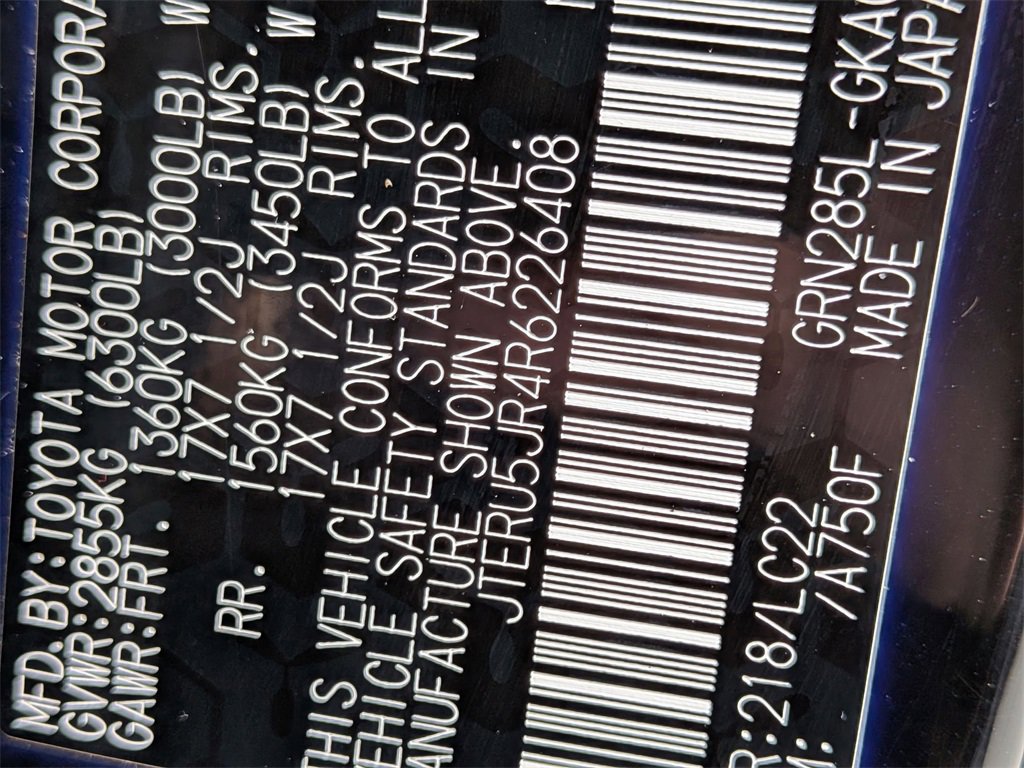 MFD.BY:TOYOTA MOTOR CORPORA
GVWR:2855KG (6300LB)
GAWR:FRT. 1360KG (3000LB) W
17X7 1/2J RIMS.
RR. 1560KG (3450LB) W
17X7 1/2J RIMS.
THIS VEHICLE CONFORMS TO ALL
EHICLE SAFETY STANDARDS IN
ANUFACTURE SHOWN ABOVE.
JTERU5JR4R6226408
R:218/LC22 GRN285L-GKA
M: /A750F MADE IN JAPA